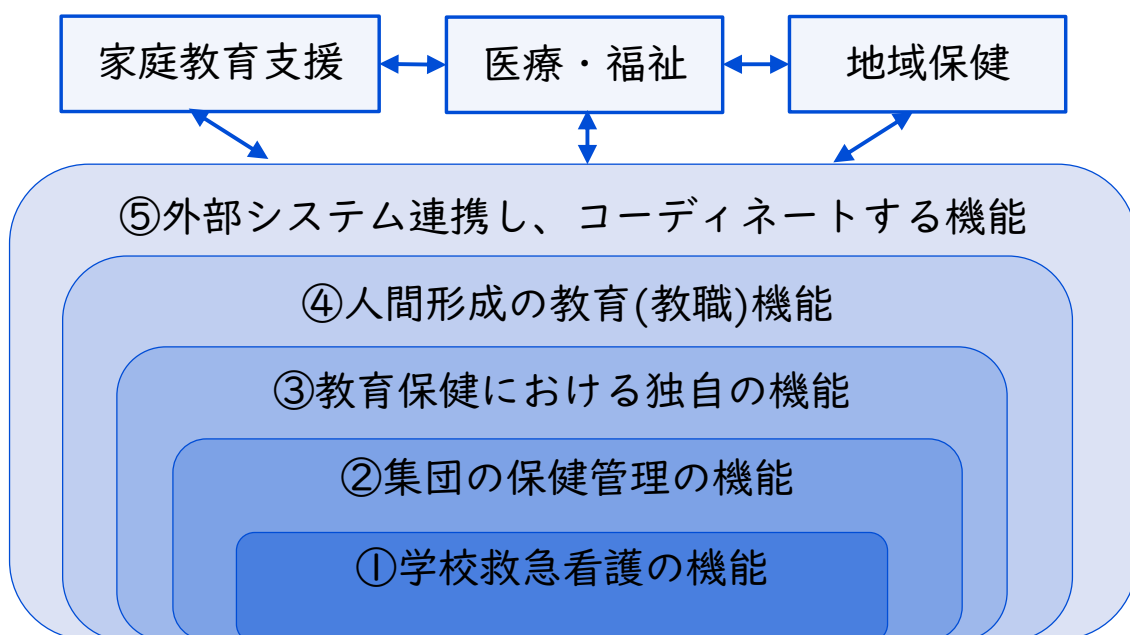 家庭教育支援
医療・福祉
地域保健
⑤外部システム連携し、コーディネートする機能
④人間形成の教育(教職)機能
③教育保健における独自の機能
②集団の保健管理の機能
①学校救急看護の機能